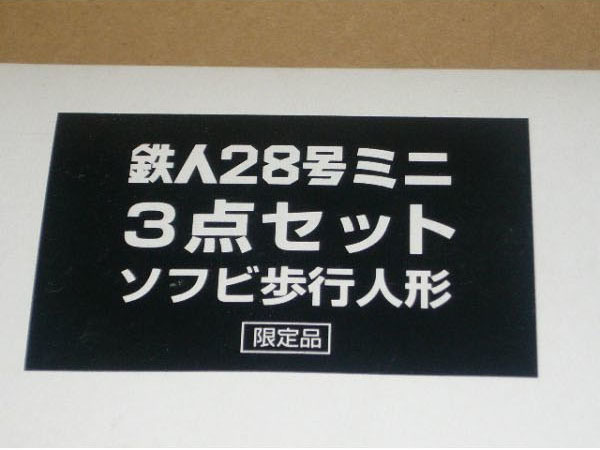 鉄人28号ミニ
3点セット
ソフビ歩行人形
限定品